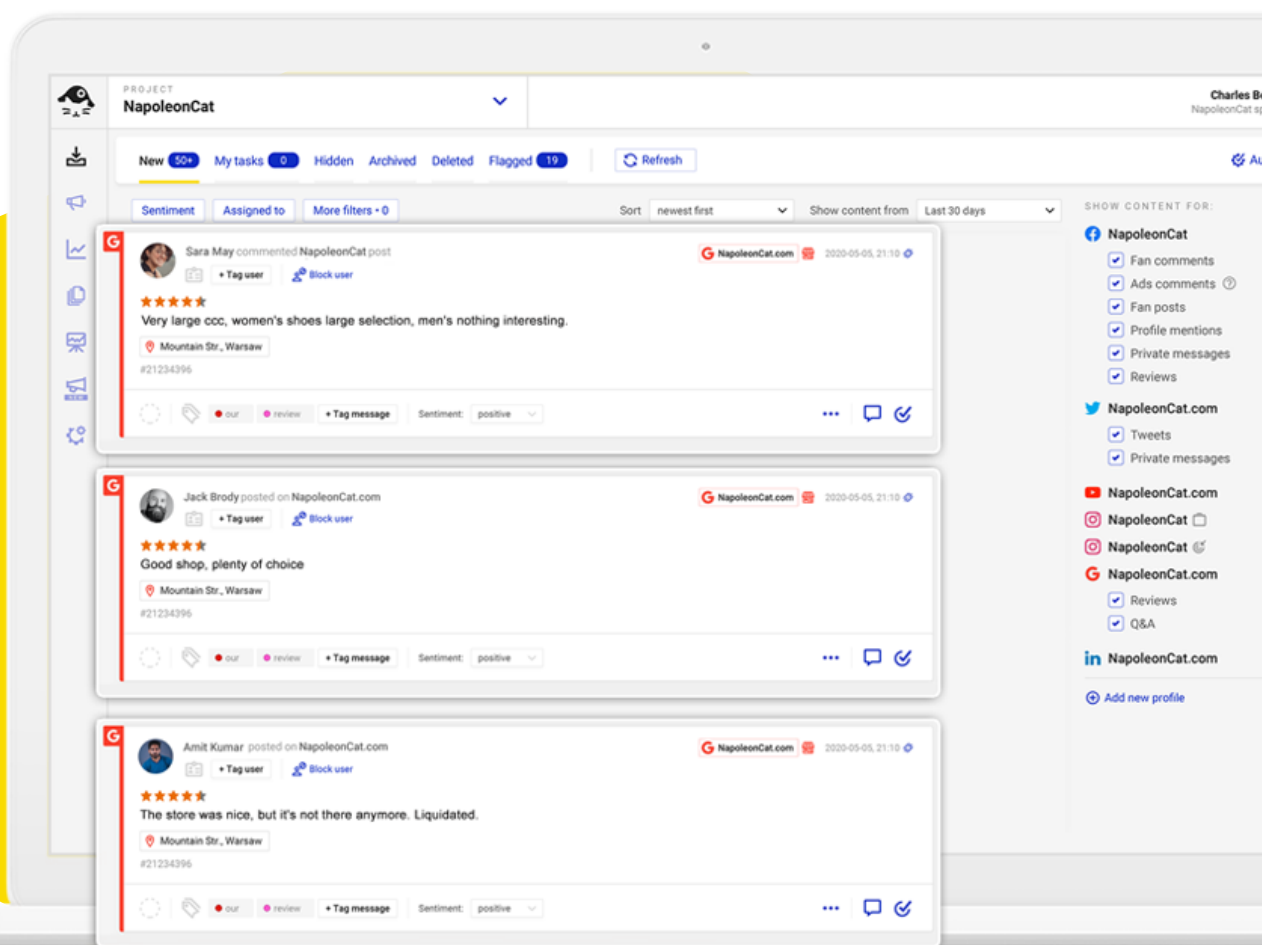 PROJECT
NapoleonCat
Charles B
NapoleonCat sp
New 50+ My tasks 0 Hidden Archived Deleted Flagged 19 Refresh
Au
Sentiment Assigned to More filters • 0 Sort newest first Show content from Last 30 days
SHOW CONTENT FOR:
G Sara May commented NapoleonCat post
G NapoleonCat.com 2020-05-05, 21:10
+ Tag user Block user
Very large ccc, women's shoes large selection, men's nothing interesting.
Mountain Str., Warsaw
#21234396
our review + Tag message Sentiment: positive
G Jack Brody posted on NapoleonCat.com
G NapoleonCat.com 2020-05-05, 21:10
+ Tag user Block user
Good shop, plenty of choice
Mountain Str., Warsaw
#21234396
our review + Tag message Sentiment: positive
G Amit Kumar posted on NapoleonCat.com
G NapoleonCat.com 2020-05-05, 21:10
+ Tag user Block user
The store was nice, but it's not there anymore. Liquidated.
Mountain Str., Warsaw
#21234396
our review + Tag message Sentiment: positive
NapoleonCat
Fan comments
Ads comments ?
Fan posts
Profile mentions
Private messages
Reviews
NapoleonCat.com
Tweets
Private messages
NapoleonCat.com
NapoleonCat
NapoleonCat
G NapoleonCat.com
Reviews
Q&A
in NapoleonCat.com
Add new profile